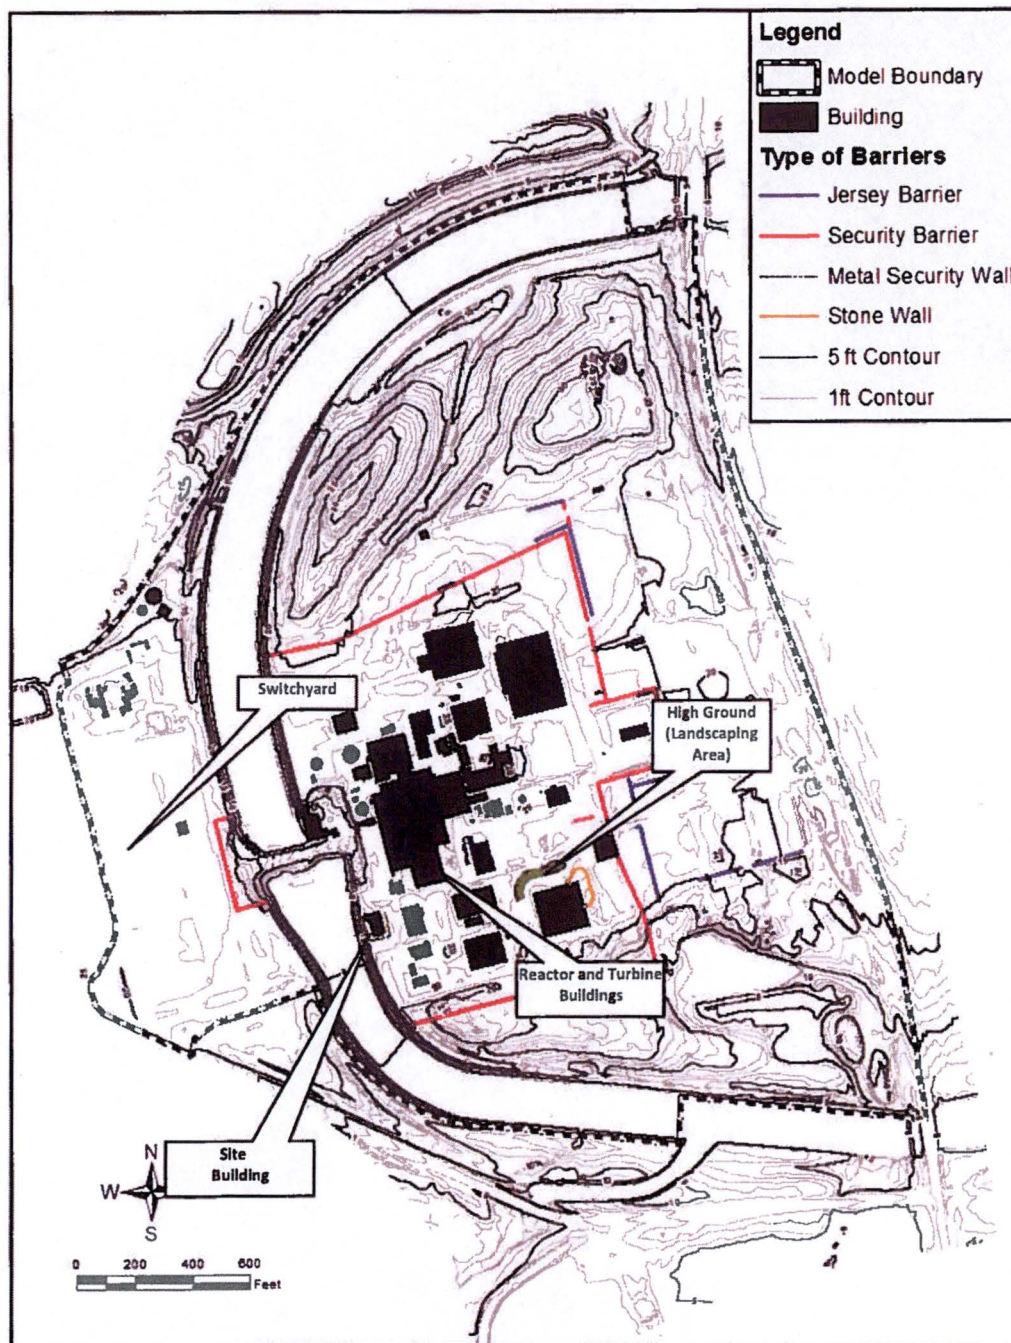 Legend
Model Boundary
Building
Type of Barriers
Jersey Barrier
Security Barrier
Metal Security Wall
Stone Wall
5 ft Contour
1ft Contour
Switchyard
High Ground
(Landscaping
Area)
Reactor and Turbine
Buildings
Site
Building
N
W
S
0 200 400 600
Feet